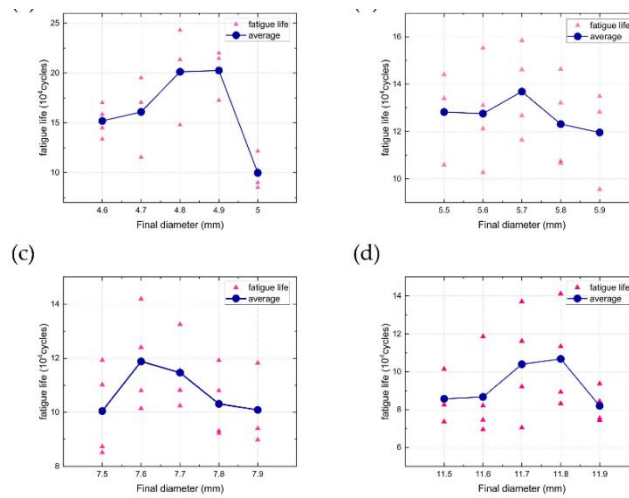 25
20
15
10
fatigue life (10⁴cycles)
fatigue life
average
4.6 4.7 4.8 4.9 5
Final diameter (mm)
16
14
12
10
fatigue life (10⁴cycles)
fatigue life
average
5.5 5.6 5.7 5.8 5.9
Final diameter (mm)
(c)
14
12
10
8
fatigue life (10⁴cycles)
fatigue life
average
7.5 7.6 7.7 7.8 7.9
Final diameter (mm)
(d)
14
12
10
8
6
fatigue life (10⁴cycles)
fatigue life
average
11.5 11.6 11.7 11.8 11.9
Final diameter (mm)